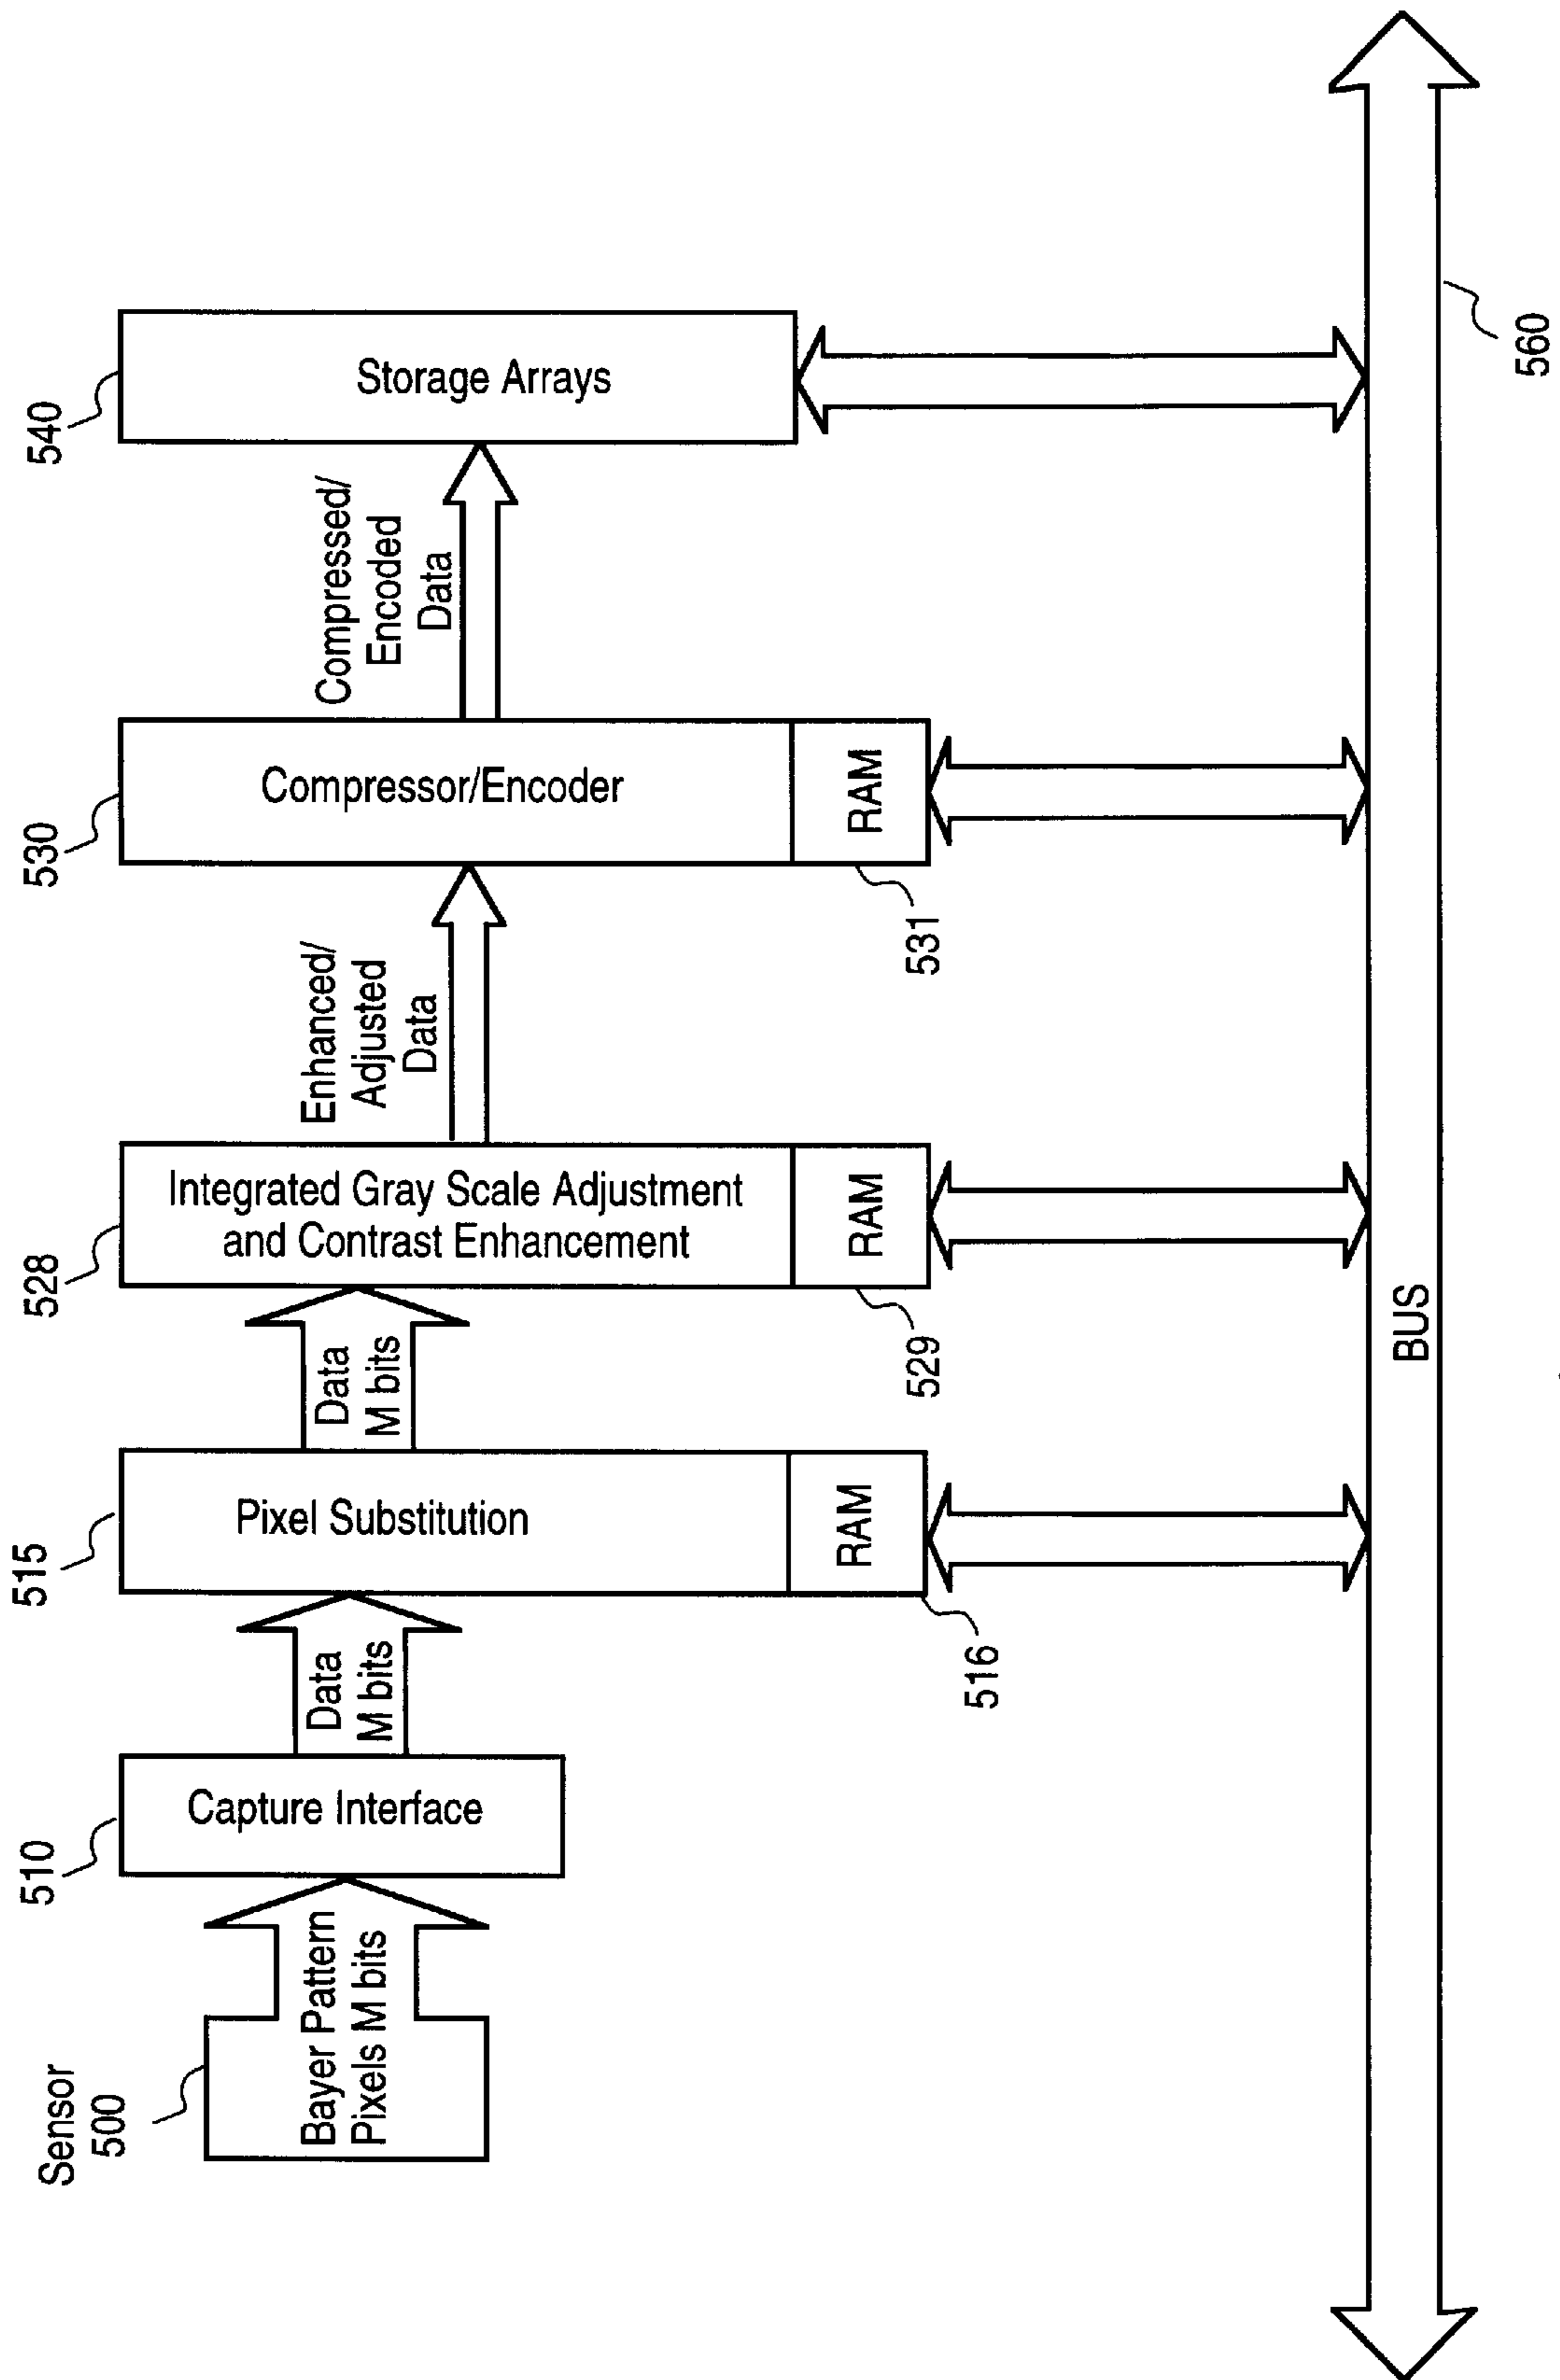 Sensor
500
Bayer Pattern
Pixels M bits
510
Capture Interface
Data
M bits
515
Pixel Substitution
RAM
516
Data
M bits
528
Integrated Gray Scale Adjustment
and Contrast Enhancement
RAM
529
Enhanced/
Adjusted
Data
530
Compressor/Encoder
RAM
531
Compressed/
Encoded
Data
540
Storage Arrays
BUS
560